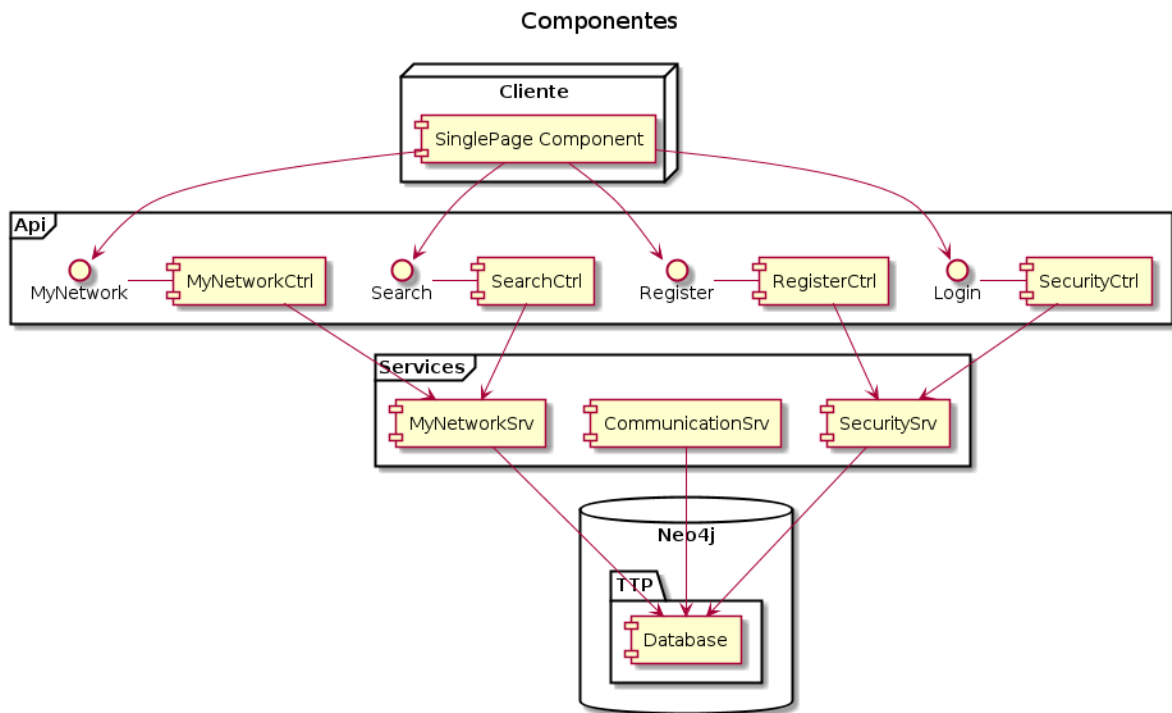 Componentes
Cliente
SinglePage Component
Api
MyNetwork
MyNetworkCtrl
Search
SearchCtrl
Register
RegisterCtrl
Login
SecurityCtrl
Services
MyNetworkSrv
CommunicationSrv
SecuritySrv
Neo4j
TTP
Database